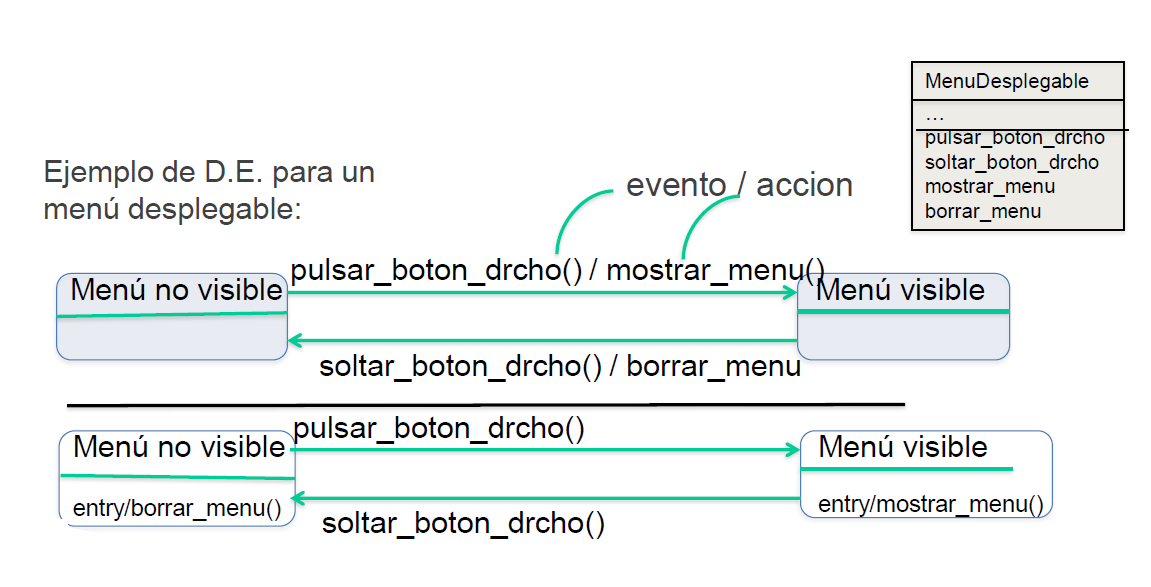 MenuDesplegable
...
pulsar_boton_drcho
soltar_boton_drcho
mostrar_menu
borrar_menu
Ejemplo de D.E. para un
menú desplegable:
evento / accion
pulsar_boton_drcho() / mostrar_menu()
Menú no visible
Menú visible
soltar_boton_drcho() / borrar_menu
pulsar_boton_drcho()
Menú no visible
Menú visible
entry/borrar_menu()
entry/mostrar_menu()
soltar_boton_drcho()